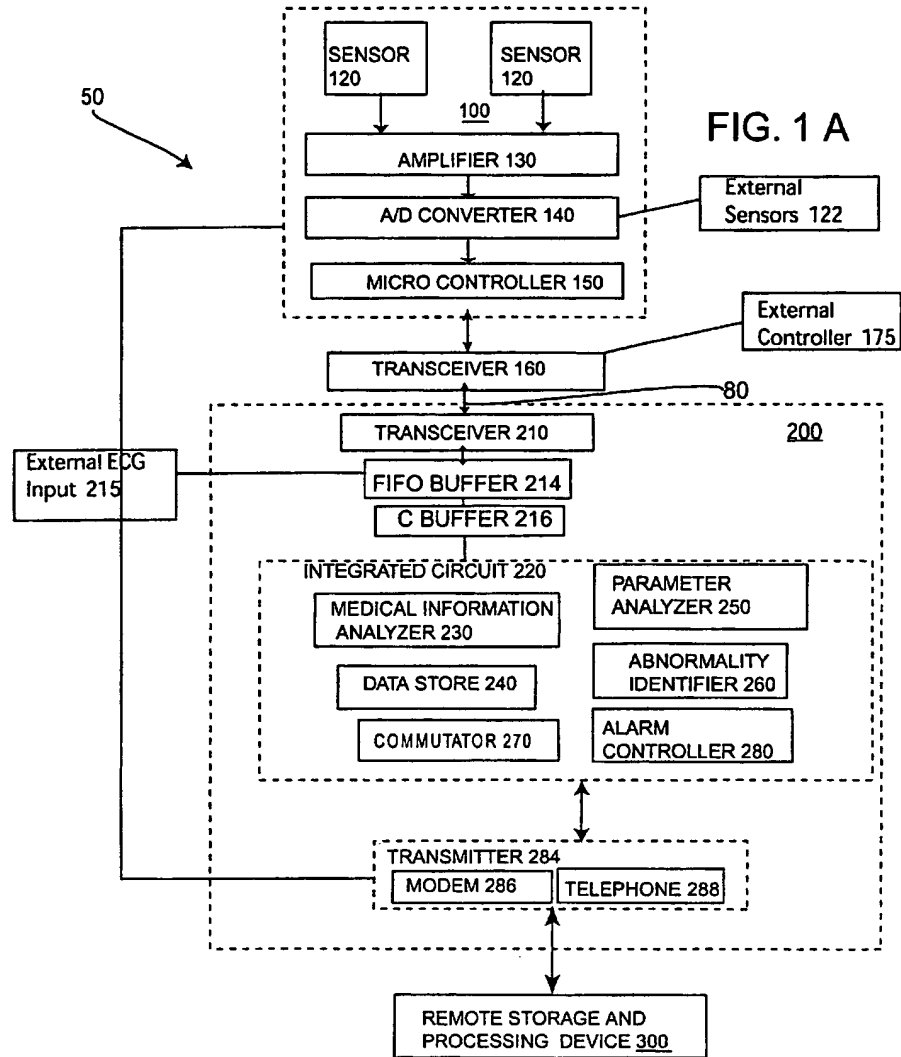 SENSOR
120
SENSOR
120
50
100
FIG. 1 A
AMPLIFIER 130
A/D CONVERTER 140
External
Sensors 122
MICRO CONTROLLER 150
External
Controller 175
TRANSCEIVER 160
80
TRANSCEIVER 210
200
External ECG
Input 215
FIFO BUFFER 214
C BUFFER 216
INTEGRATED CIRCUIT 220
PARAMETER
ANALYZER 250
MEDICAL INFORMATION
ANALYZER 230
ABNORMALITY
IDENTIFIER 260
DATA STORE 240
COMMUTATOR 270
ALARM
CONTROLLER 280
TRANSMITTER 284
MODEM 286
TELEPHONE 288
REMOTE STORAGE AND
PROCESSING DEVICE 300